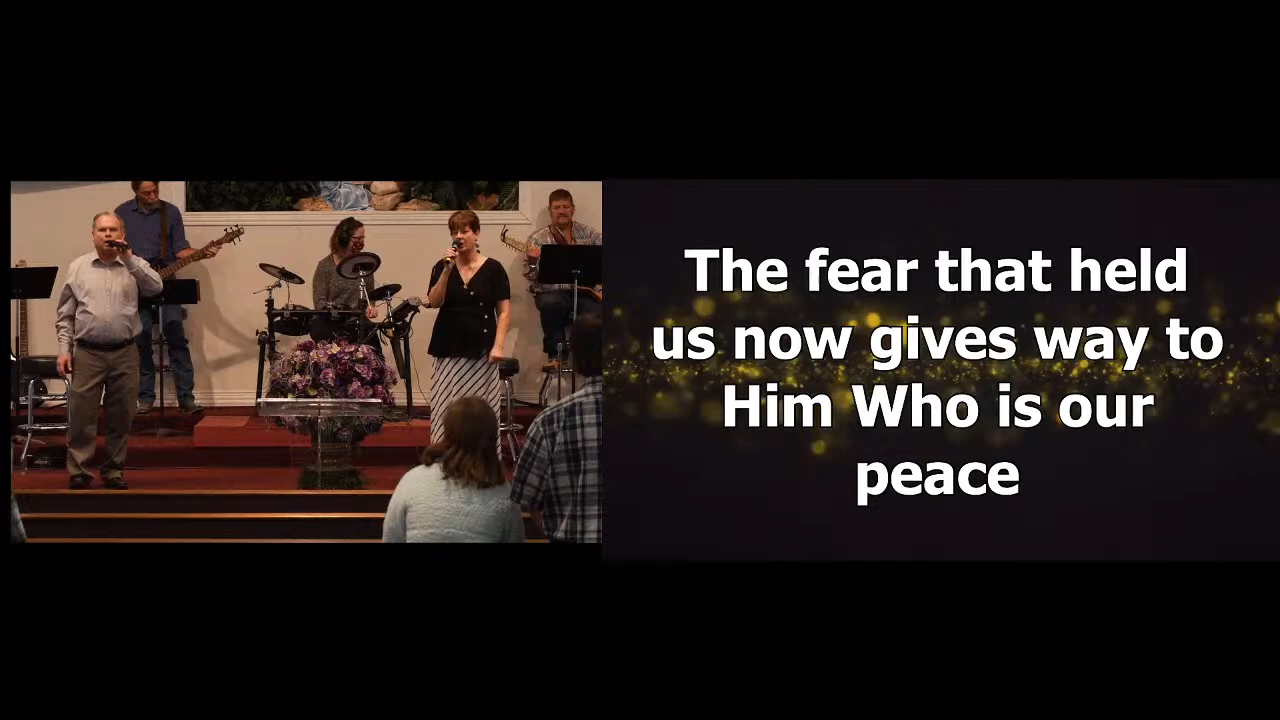 The fear that held
us now gives way to
Him Who is our
peace